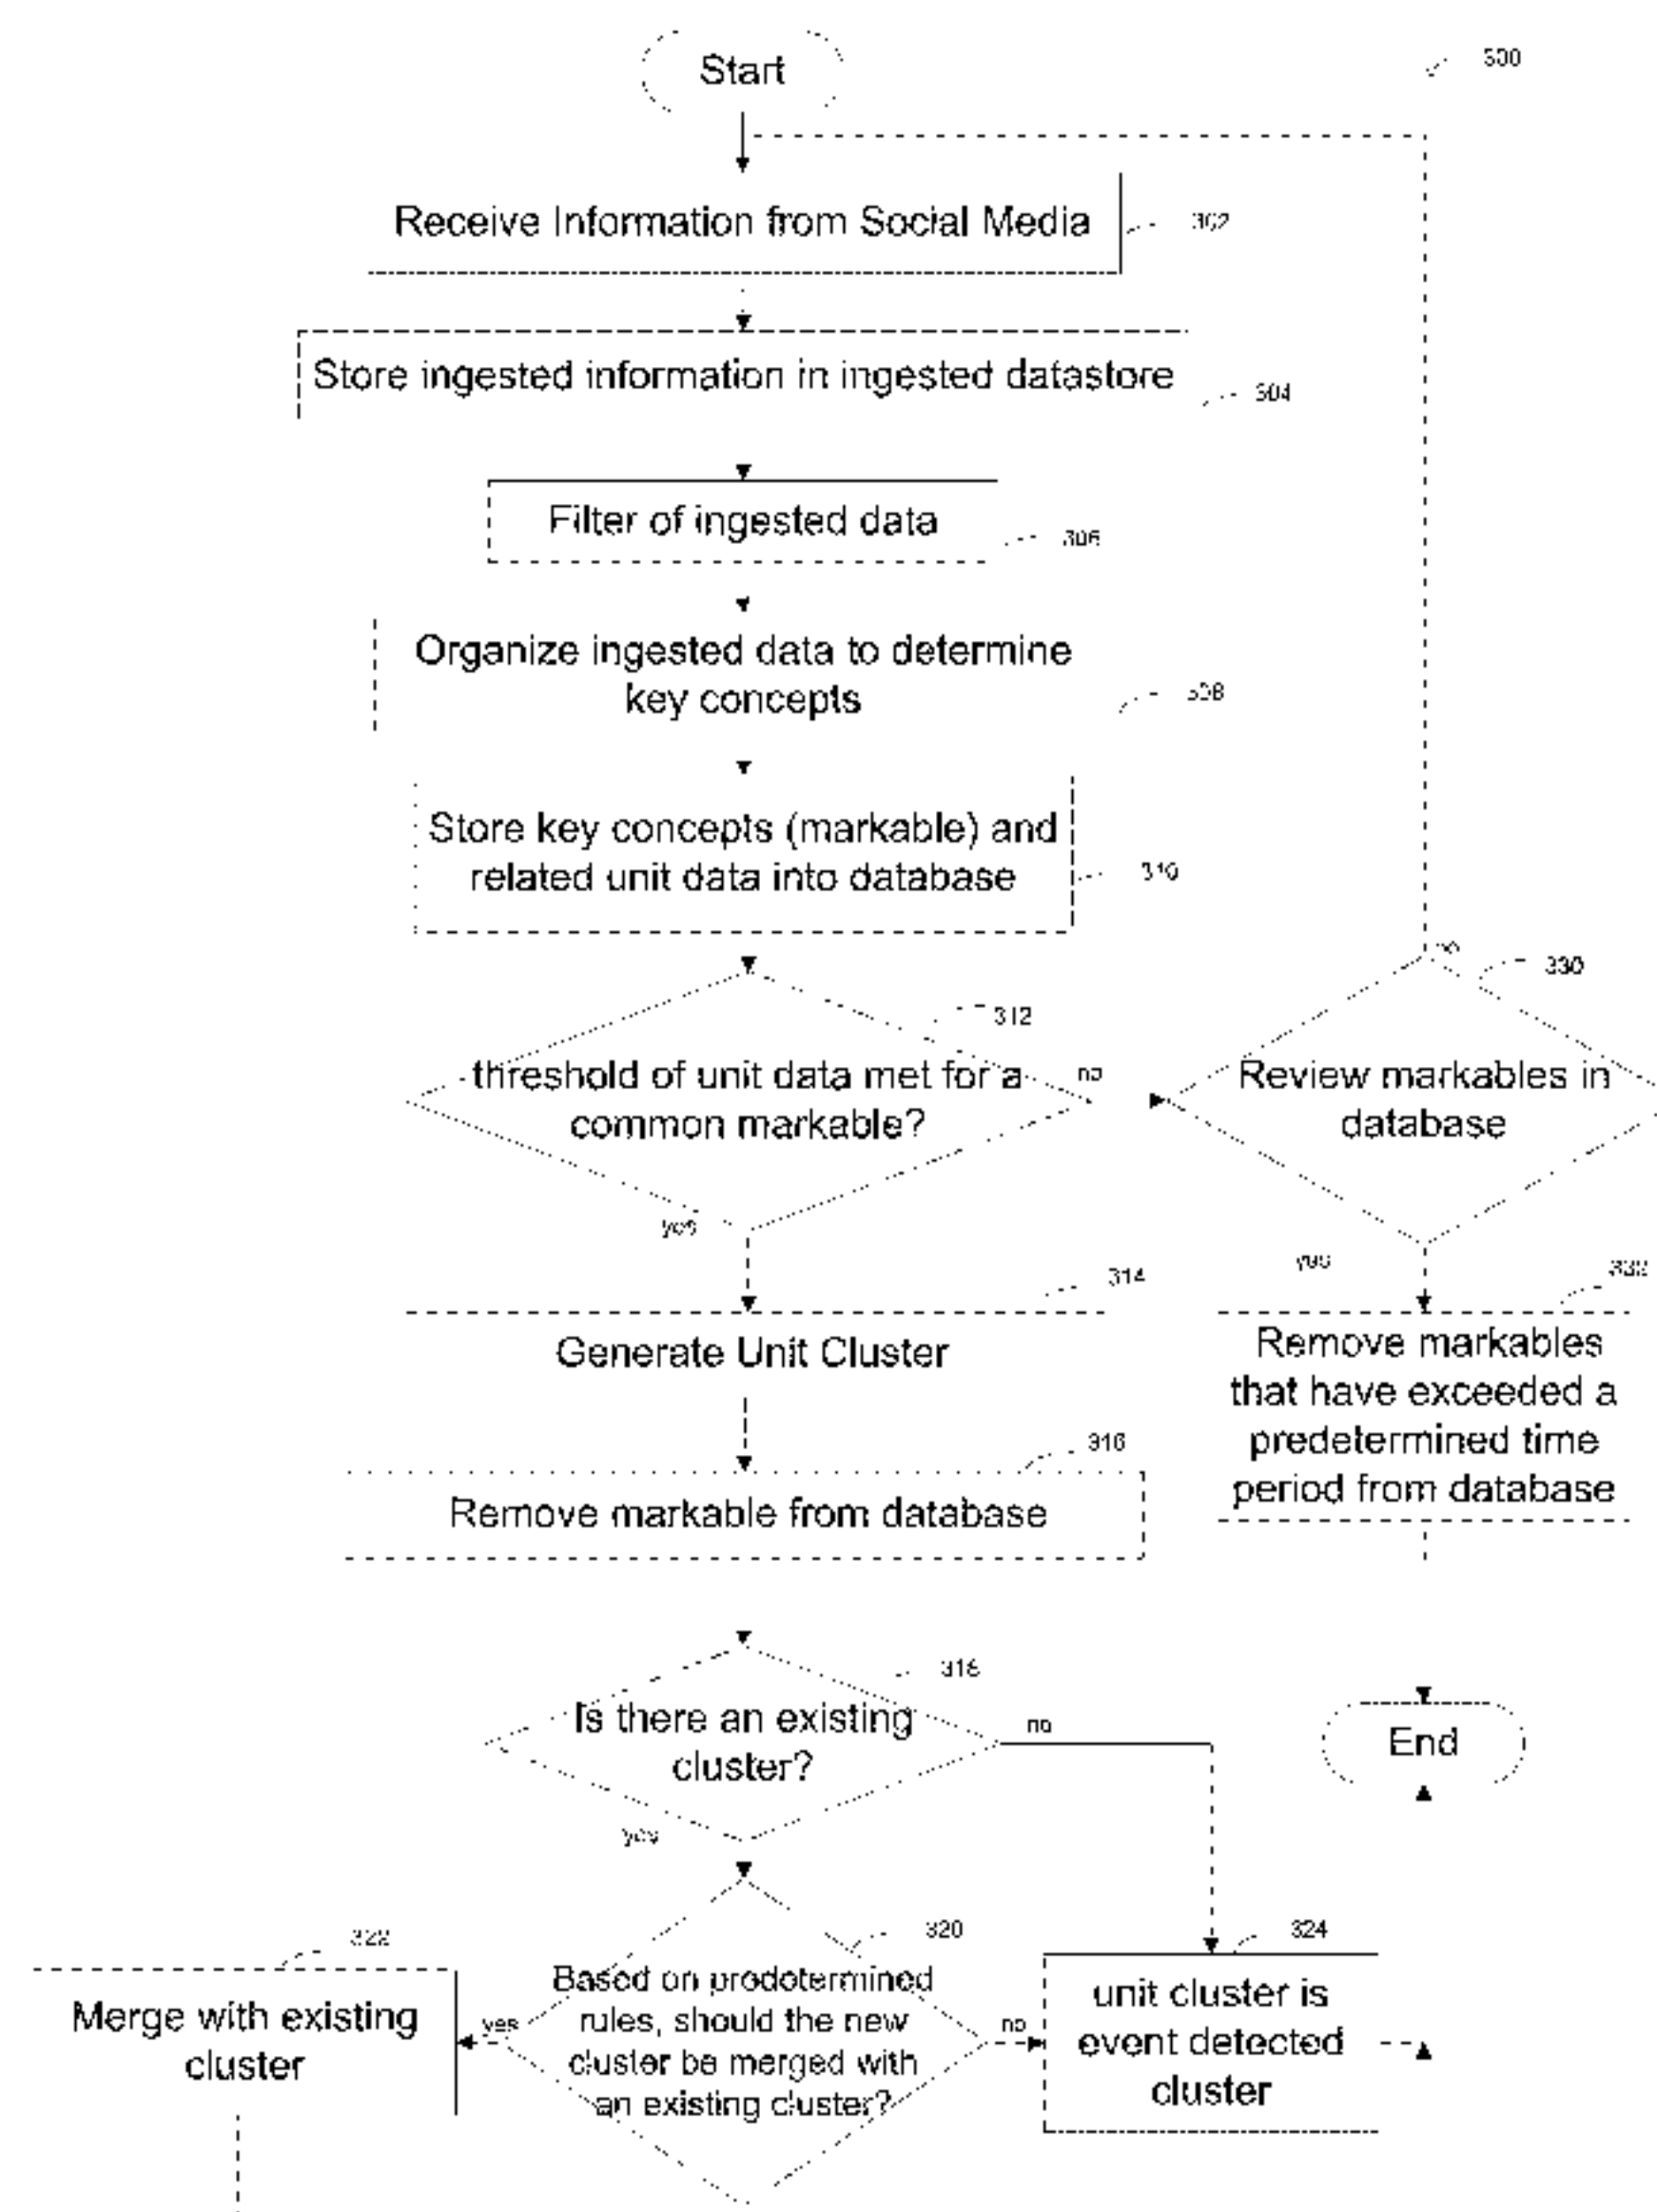 Start
300
Receive Information from Social Media
302
Store ingested information in ingested datastore
304
Filter of ingested data
306
Organize ingested data to determine
key concepts
308
Store key concepts (markable) and
related unit data into database
310
threshold of unit data met for a
common markable?
312
no
yes
Review markables in
database
330
no
yes
Generate Unit Cluster
314
Remove markables
that have exceeded a
predetermined time
period from database
332
Remove markable from database
316
Is there an existing
cluster?
318
no
yes
End
Based on predetermined
rules, should the new
cluster be merged with
an existing cluster?
320
yes
no
Merge with existing
cluster
322
unit cluster is
event detected
cluster
324